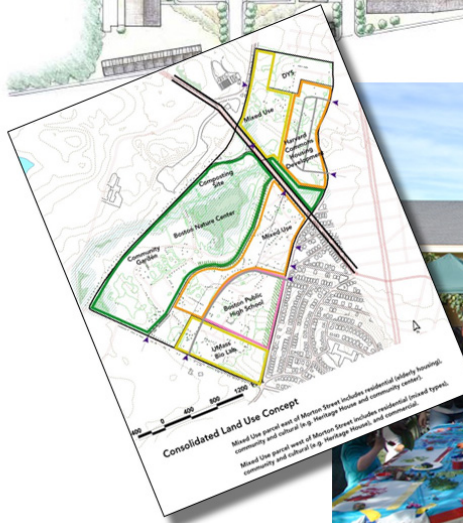 DYS
Mixed Use
Harvard
Commons
Housing
Development
Composting
Site
Boston Nature Center
Community
Garden
Mixed Use
Boston Public
High School
UMass
Bio Lab
400 0 400 800 1200
Consolidated Land Use Concept
Mixed Use parcel east of Morton Street includes residential (elderly housing),
community and cultural (e.g. Heritage House and community center).
Mixed Use parcel west of Morton Street includes residential (mixed types),
community and cultural (e.g. Heritage House), and commercial.